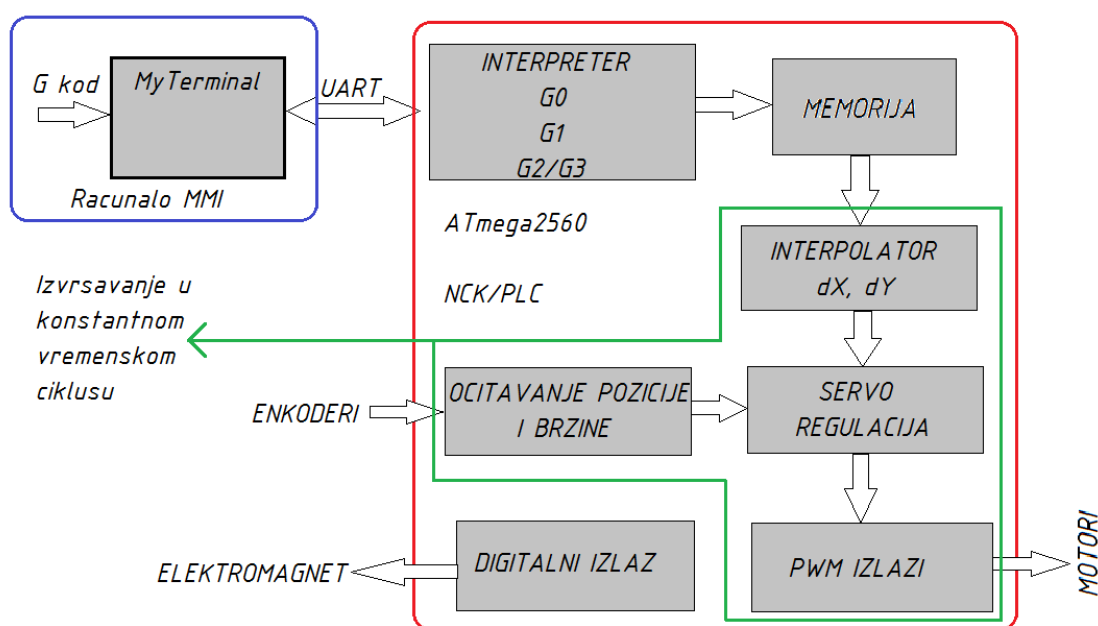 G kod
MyTerminal
UART
Racunalo MMI
INTERPRETER
G0
G1
G2/G3
MEMORIJA
ATmega2560
NCK/PLC
INTERPOLATOR
dX, dY
Izvrsavanje u
konstantnom
vremenskom
ciklusu
ENKODERI
OCITAVANJE POZICIJE
I BRZINE
SERVO
REGULACIJA
ELEKTROMAGNET
DIGITALNI IZLAZ
PWM IZLAZI
MOTORI